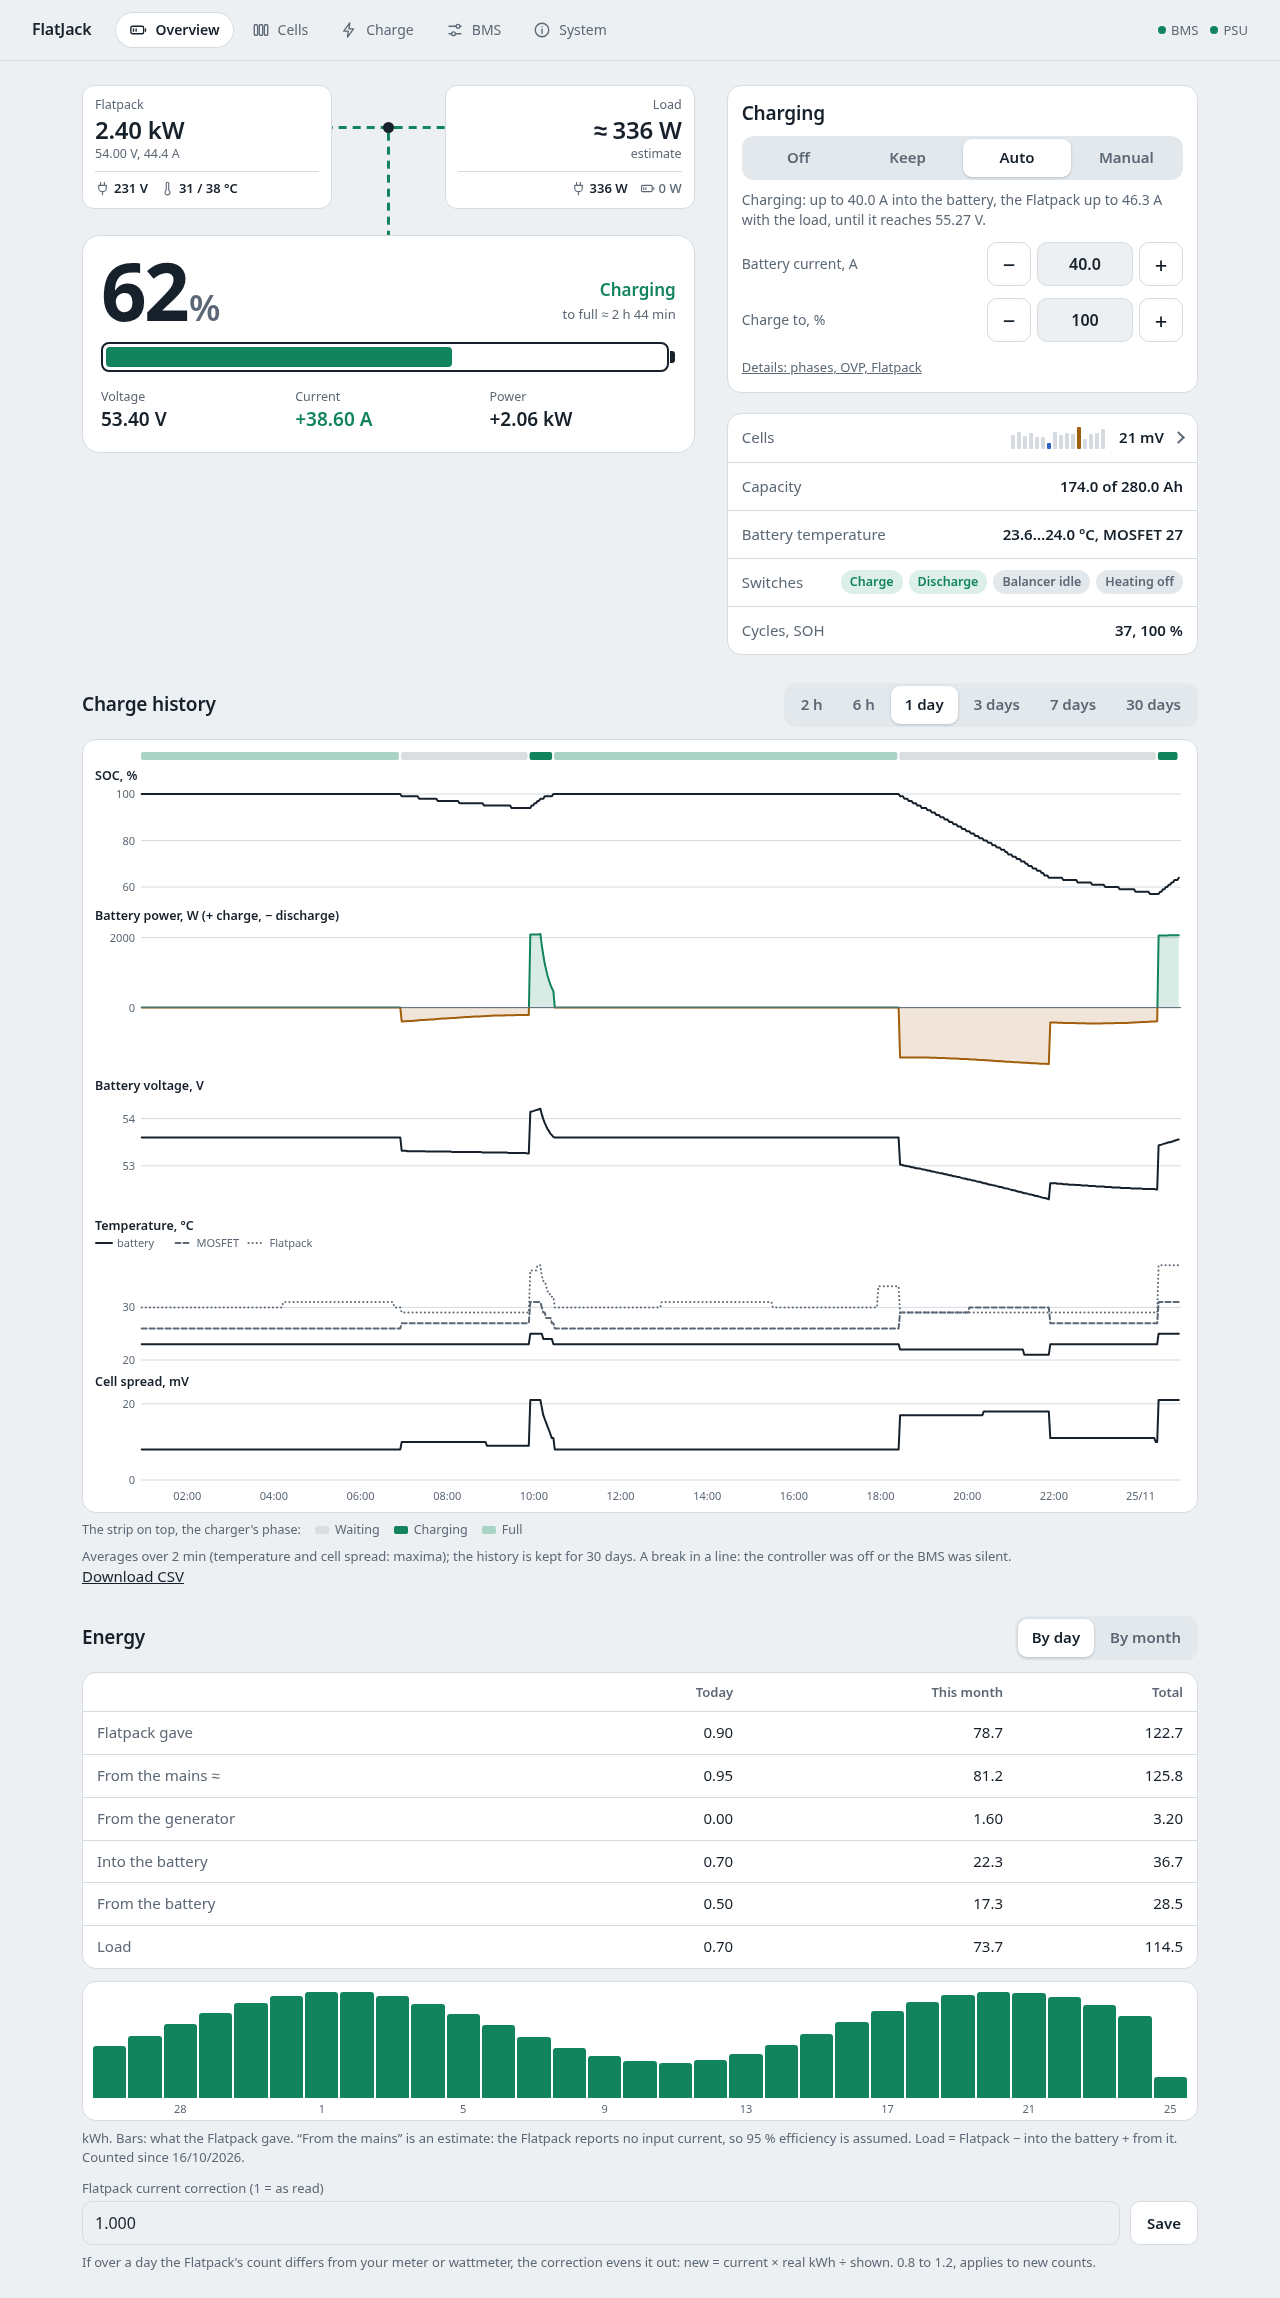 FlatJack
Overview
Cells
Charge
BMS
System
BMS
PSU
Flatpack
2.40 kW
54.00 V, 44.4 A
231 V
31 / 38 °C
Load
≈ 336 W
estimate
336 W
0 W
62%
Charging
to full ≈ 2 h 44 min
Voltage
53.40 V
Current
+38.60 A
Power
+2.06 kW
Charging
Off
Keep
Auto
Manual
Charging: up to 40.0 A into the battery, the Flatpack up to 46.3 A
with the load, until it reaches 55.27 V.
Battery current, A
− 40.0 +
Charge to, %
− 100 +
Details: phases, OVP, Flatpack
Cells
21 mV
Capacity
174.0 of 280.0 Ah
Battery temperature
23.6…24.0 °C, MOSFET 27
Switches
Charge
Discharge
Balancer idle
Heating off
Cycles, SOH
37, 100 %
Charge history
2 h
6 h
1 day
3 days
7 days
30 days
SOC, %
100
80
60
Battery power, W (+ charge, − discharge)
2000
0
Battery voltage, V
54
53
Temperature, °C
battery
MOSFET
Flatpack
30
20
Cell spread, mV
20
0
02:00 04:00 06:00 08:00 10:00 12:00 14:00 16:00 18:00 20:00 22:00 25/11
The strip on top, the charger's phase:
Waiting
Charging
Full
Averages over 2 min (temperature and cell spread: maxima); the history is kept for 30 days. A break in a line: the controller was off or the BMS was silent.
Download CSV
Energy
By day
By month
Today This month Total
Flatpack gave 0.90 78.7 122.7
From the mains ≈ 0.95 81.2 125.8
From the generator 0.00 1.60 3.20
Into the battery 0.70 22.3 36.7
From the battery 0.50 17.3 28.5
Load 0.70 73.7 114.5
28 1 5 9 13 17 21 25
kWh. Bars: what the Flatpack gave. “From the mains” is an estimate: the Flatpack reports no input current, so 95 % efficiency is assumed. Load = Flatpack − into the battery + from it.
Counted since 16/10/2026.
Flatpack current correction (1 = as read)
1.000
Save
If over a day the Flatpack's count differs from your meter or wattmeter, the correction evens it out: new = current × real kWh ÷ shown. 0.8 to 1.2, applies to new counts.